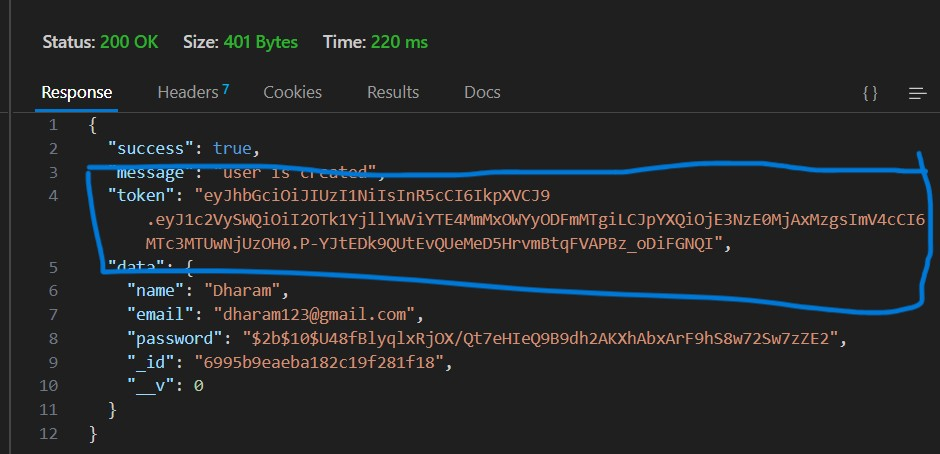 Status: 200 OK Size: 401 Bytes Time: 220 ms
Response Headers 7 Cookies Results Docs {}
1 {
2 "success": true,
3 "message": "user is created",
4 "token": "eyJhbGciOiJIUzI1NiIsInR5cCI6IkpXVCJ9
.eyJ1c2VySWQiOiI2OTk1YjllYWViYTE4MmMxOWYyODFmMTgiLCJpYXQiOjE3NzE0MjAxMzgsImV4cCI6
MTc3MTUwNjUzOH0.P-YJtEDk9QUtEvQUeMeD5HrvmBtqFVAPBz_oDiFGNQI",
5 "data": {
6 "name": "Dharam",
7 "email": "dharam123@gmail.com",
8 "password": "$2b$10$U48fBlyqlxRjOX/Qt7eHIeQ9B9dh2AKXhAbxArF9hS8w72Sw7zZE2",
9 "_id": "6995b9eaeba182c19f281f18",
10 "__v": 0
11 }
12 }